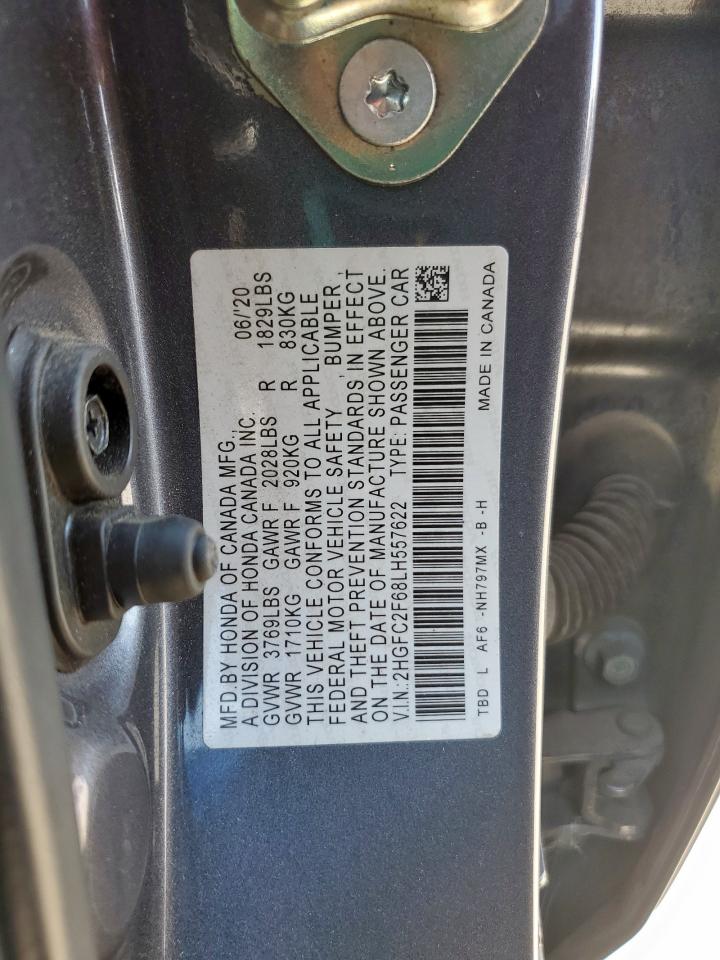 MFD.BY HONDA OF CANADA MFG., 06/'20
A DIVISION OF HONDA CANADA INC.
GVWR 3769LBS GAWR F 2028LBS R 1829LBS
GVWR 1710KG GAWR F 920KG R 830KG
THIS VEHICLE CONFORMS TO ALL APPLICABLE
FEDERAL MOTOR VEHICLE SAFETY , BUMPER ,
AND THEFT PREVENTION STANDARDS IN EFFECT
ON THE DATE OF MANUFACTURE SHOWN ABOVE.
V.I.N.:2HGFC2F68LH557622 TYPE: PASSENGER CAR
TBD L AF6 -NH797MX -B -H MADE IN CANADA